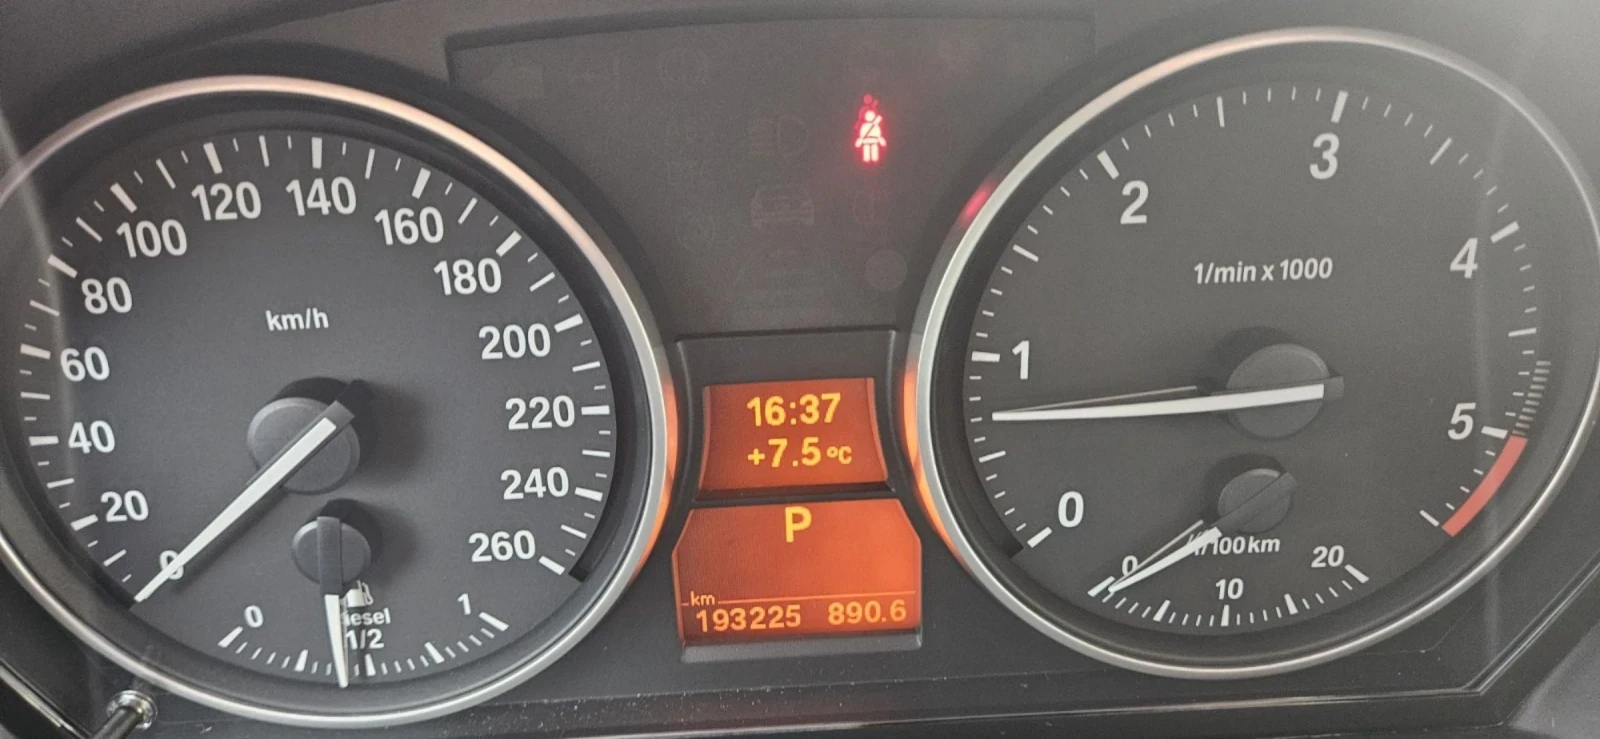 0 20 40 60 80 100 120 140 160 180 200 220 240 260
km/h
0 1/2 1
16:37
+7.5 °C
P
km
193225 890.6
0 1 2 3 4 5
1/min x 1000
/100km
0 10 20